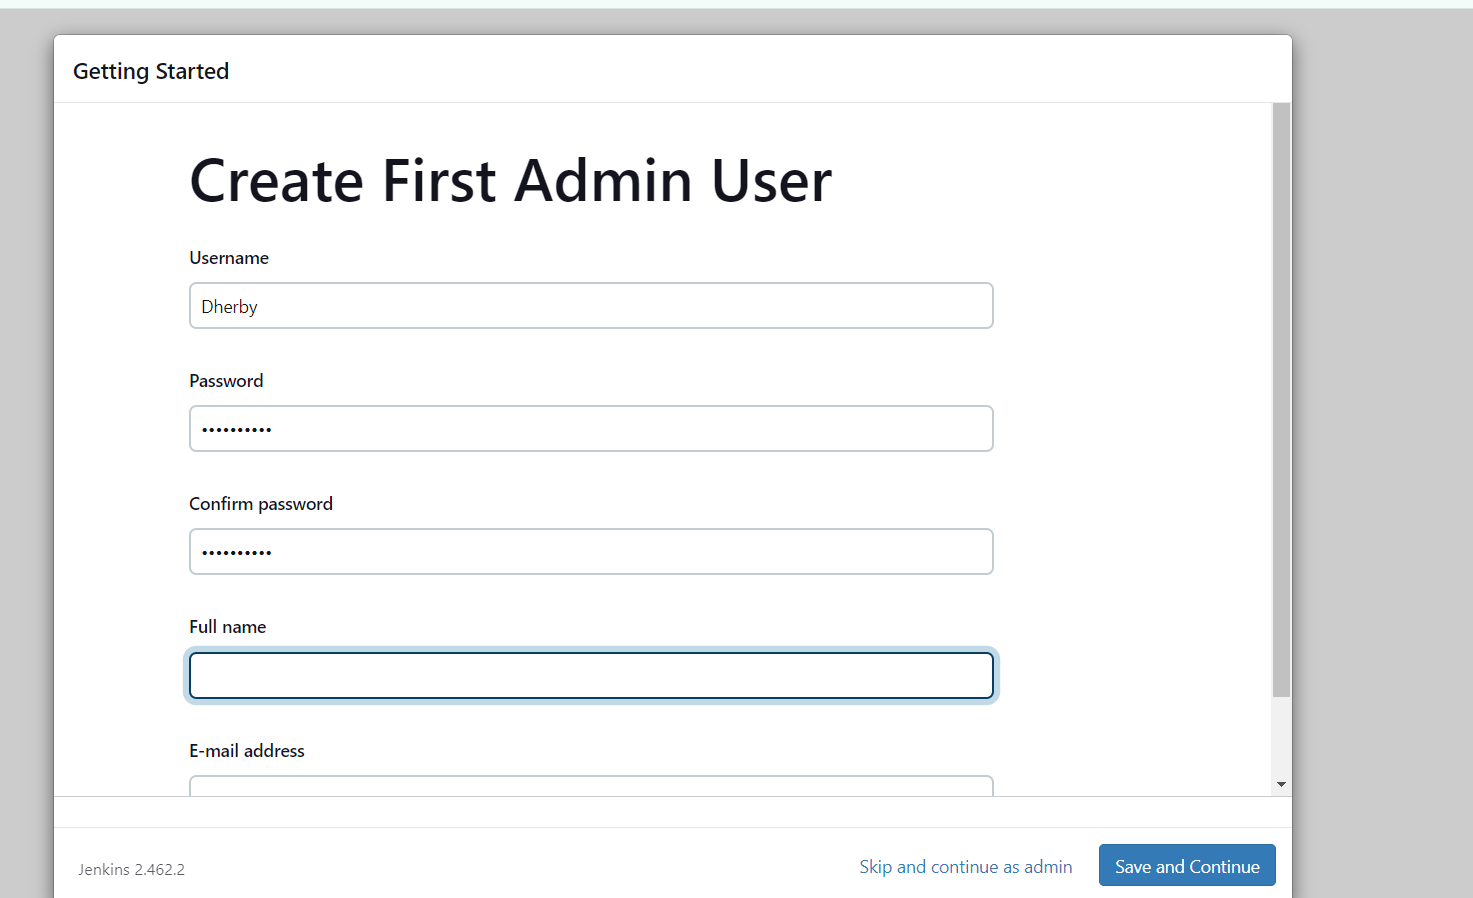 Getting Started
Create First Admin User
Username
Dherby
Password
••••••••••
Confirm password
••••••••••
Full name
E-mail address
Jenkins 2.462.2
Skip and continue as admin
Save and Continue